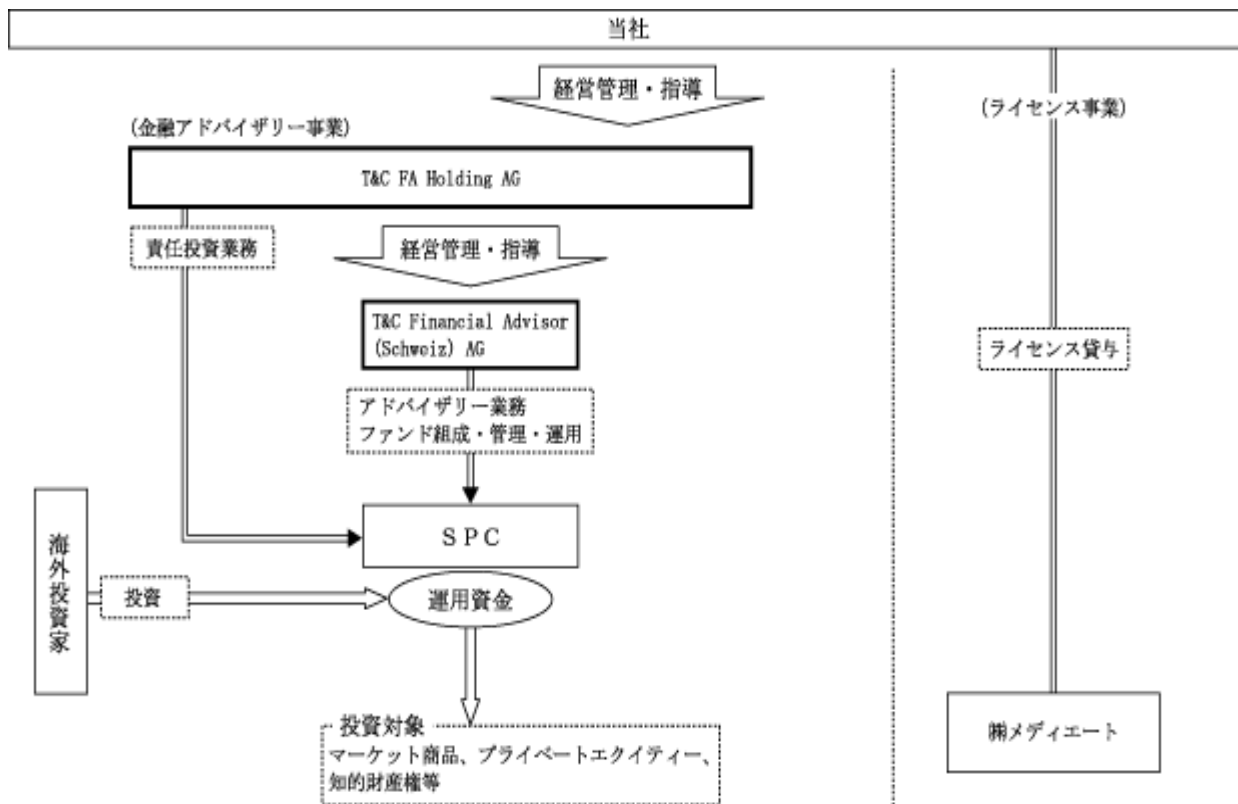 当社
経営管理・指導
(金融アドバイザリー事業)
(ライセンス事業)
T&C FA Holding AG
責任投資業務
経営管理・指導
T&C Financial Advisor
(Schweiz) AG
ライセンス貸与
アドバイザリー業務
ファンド組成・管理・運用
SPC
海外投資家
投資
運用資金
投資対象
マーケット商品、プライベートエクイティー、
知的財産権等
㈱メディエート